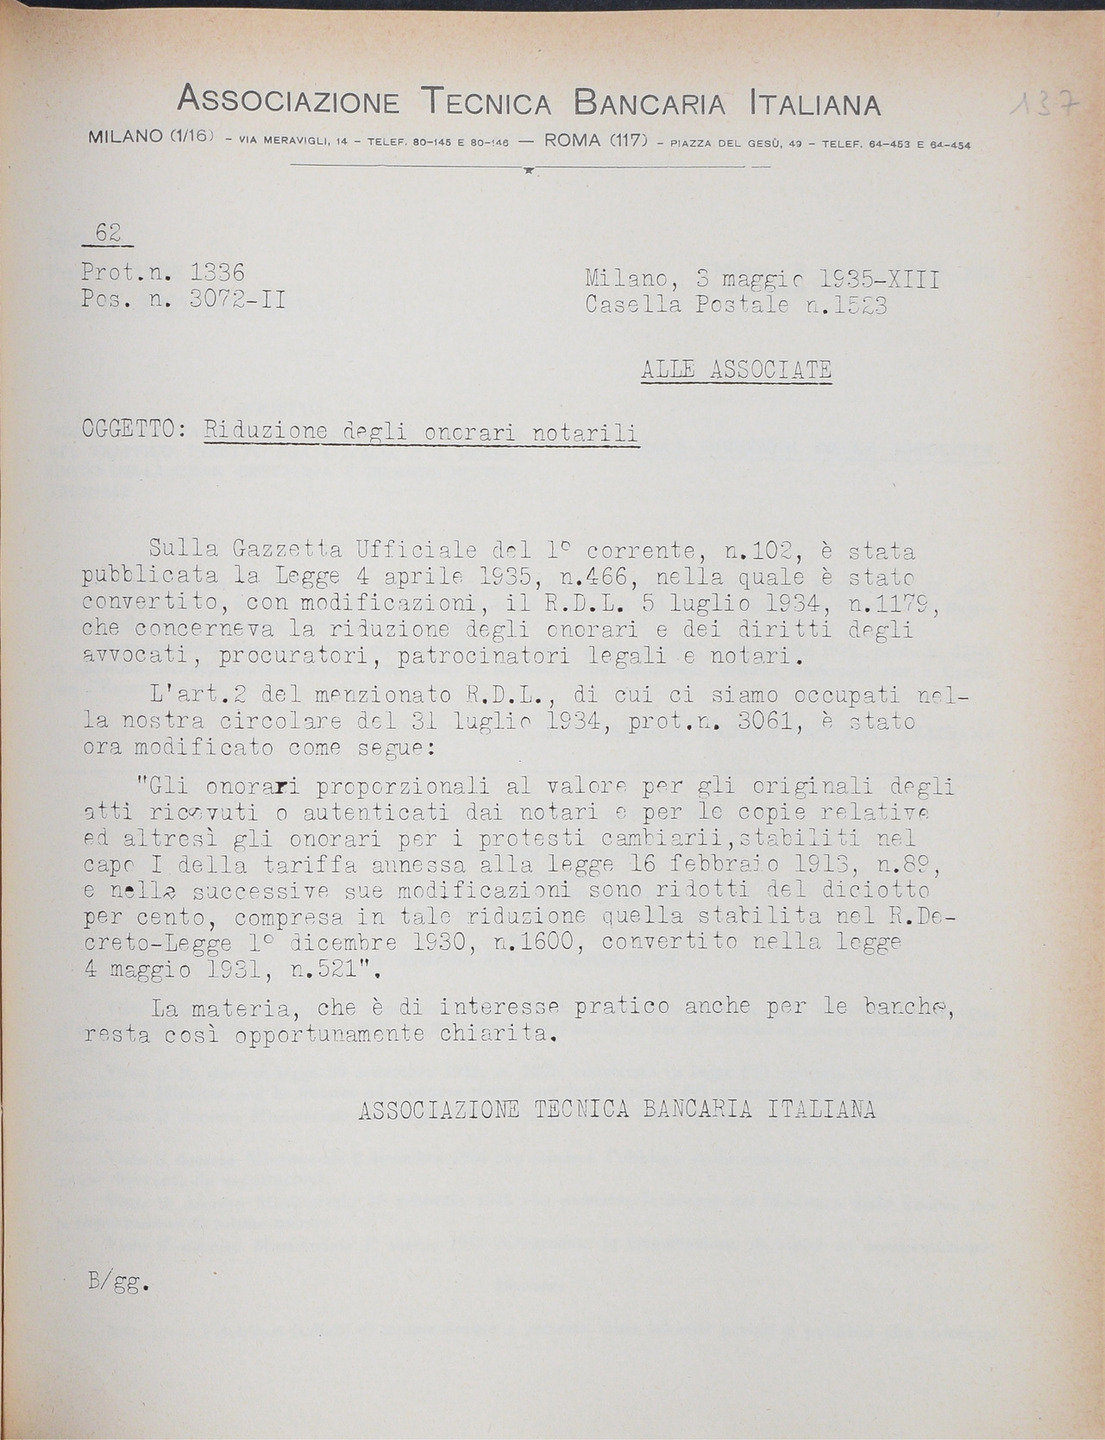 ASSOCIAZIONE TECNICA BANCARIA ITALIANA
137
MILANO (1/16) – VIA MERAVIGLI, 14 – TELEF. 80-145 E 80-146 — ROMA (117) – PIAZZA DEL GESÙ, 49 – TELEF. 64-453 E 64-454
62
Prot.n. 1336
Pos. n. 3072-II
Milano, 3 maggio 1935-XIII
Casella Postale n.1523
ALLE ASSOCIATE
OGGETTO: Riduzione degli onorari notarili
Sulla Gazzetta Ufficiale del 1° corrente, n.102, è stata
pubblicata la Legge 4 aprile 1935, n.466, nella quale è stato
convertito, con modificazioni, il R.D.L. 5 luglio 1934, n.1179,
che concerneva la riduzione degli onorari e dei diritti degli
avvocati, procuratori, patrocinatori legali e notari.
L'art.2 del menzionato R.D.L., di cui ci siamo occupati nel-
la nostra circolare del 31 luglio 1934, prot.n. 3061, è stato
ora modificato come segue:
"Gli onorari proporzionali al valore per gli originali degli
atti ricevuti o autenticati dai notari e per le copie relative
ed altresì gli onorari per i protesti cambiarii,stabiliti nel
capo I della tariffa annessa alla legge 16 febbraio 1913, n.89,
e nelle successive sue modificazioni sono ridotti del diciotto
per cento, compresa in tale riduzione quella stabilita nel R.De-
creto-Legge 1° dicembre 1930, n.1600, convertito nella legge
4 maggio 1931, n.521".
La materia, che è di interesse pratico anche per le banche,
resta così opportunamente chiarita.
ASSOCIAZIONE TECNICA BANCARIA ITALIANA
B/gg.